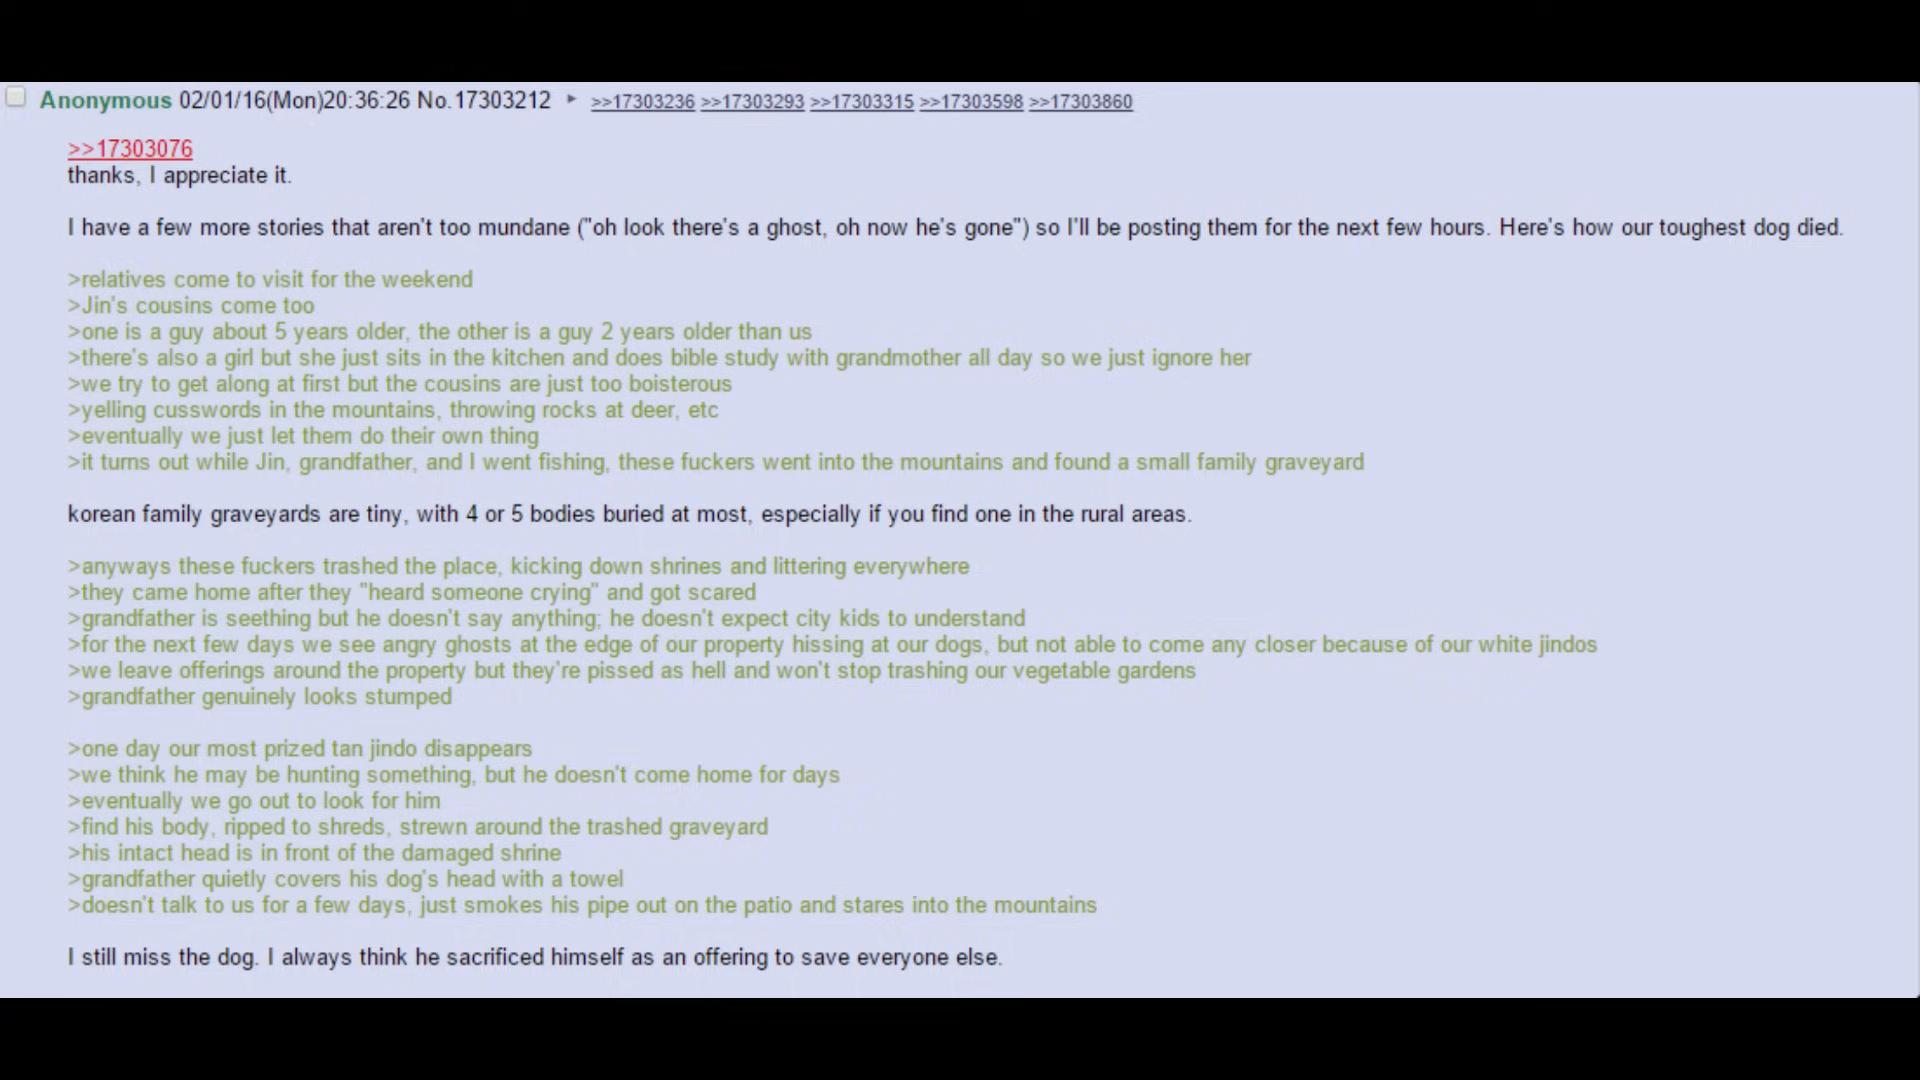 Anonymous 02/01/16(Mon)20:36:26 No.17303212 ▶ >>17303236 >>17303293 >>17303315 >>17303598 >>17303860
>>17303076
thanks, I appreciate it.
I have a few more stories that aren't too mundane ("oh look there's a ghost, oh now he's gone") so I'll be posting them for the next few hours. Here's how our toughest dog died.
>relatives come to visit for the weekend
>Jin's cousins come too
>one is a guy about 5 years older, the other is a guy 2 years older than us
>there's also a girl but she just sits in the kitchen and does bible study with grandmother all day so we just ignore her
>we try to get along at first but the cousins are just too boisterous
>yelling cusswords in the mountains, throwing rocks at deer, etc
>eventually we just let them do their own thing
>it turns out while Jin, grandfather, and I went fishing, these fuckers went into the mountains and found a small family graveyard
korean family graveyards are tiny, with 4 or 5 bodies buried at most, especially if you find one in the rural areas.
>anyways these fuckers trashed the place, kicking down shrines and littering everywhere
>they came home after they "heard someone crying" and got scared
>grandfather is seething but he doesn't say anything; he doesn't expect city kids to understand
>for the next few days we see angry ghosts at the edge of our property hissing at our dogs, but not able to come any closer because of our white jindos
>we leave offerings around the property but they're pissed as hell and won't stop trashing our vegetable gardens
>grandfather genuinely looks stumped
>one day our most prized tan jindo disappears
>we think he may be hunting something, but he doesn't come home for days
>eventually we go out to look for him
>find his body, ripped to shreds, strewn around the trashed graveyard
>his intact head is in front of the damaged shrine
>grandfather quietly covers his dog's head with a towel
>doesn't talk to us for a few days, just smokes his pipe out on the patio and stares into the mountains
I still miss the dog. I always think he sacrificed himself as an offering to save everyone else.